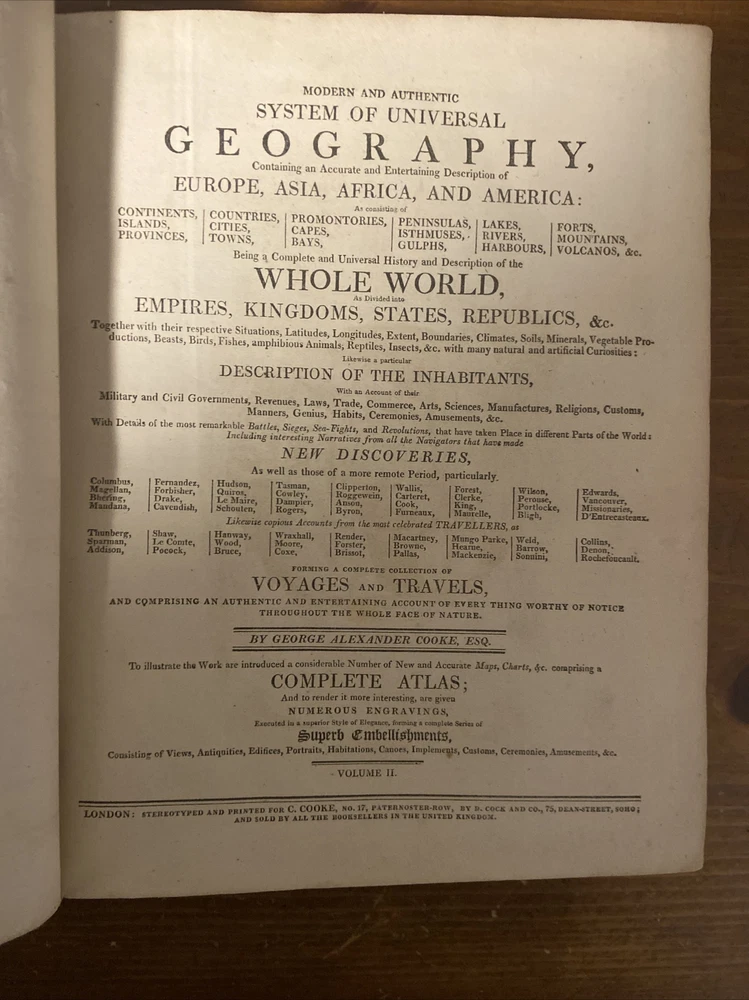 MODERN AND AUTHENTIC
SYSTEM OF UNIVERSAL
GEOGRAPHY,
Containing an Accurate and Entertaining Description of
EUROPE, ASIA, AFRICA, AND AMERICA:
As consisting of
CONTINENTS, | COUNTRIES, | PROMONTORIES, | PENINSULAS, | LAKES, | FORTS,
ISLANDS, | CITIES, | CAPES, | ISTHMUSES, | RIVERS, | MOUNTAINS,
PROVINCES, | TOWNS, | BAYS, | GULPHS, | HARBOURS, | VOLCANOS, &c.
Being a Complete and Universal History and Description of the
WHOLE WORLD,
As Divided into
EMPIRES, KINGDOMS, STATES, REPUBLICS, &c.
Together with their respective Situations, Latitudes, Longitudes, Extent, Boundaries, Climates, Soils, Minerals, Vegetable Pro-
ductions, Beasts, Birds, Fishes, amphibious Animals, Reptiles, Insects, &c. with many natural and artificial Curiosities:
Likewise a particular
DESCRIPTION OF THE INHABITANTS,
With an Account of their
Military and Civil Governments, Revenues, Laws, Trade, Commerce, Arts, Sciences, Manufactures, Religions, Customs,
Manners, Genius, Habits, Ceremonies, Amusements, &c.
With Details of the most remarkable Battles, Sieges, Sea-Fights, and Revolutions, that have taken Place in different Parts of the World:
Including interesting Narratives from all the Navigators that have made
NEW DISCOVERIES,
As well as those of a more remote Period, particularly
Columbus, | Fernander, | Hudson, | Tasman, | Clipperton, | Wallis, | Forest, | Wilson, | Edwards,
Magellan, | Forbisher, | Quiros, | Cowley, | Roggewein, | Carteret, | Clerke, | Perouse, | Vancouver,
Bhering, | Drake, | Le Maire, | Dampier, | Anson, | Cook, | King, | Portlocke, | Missionaries,
Mandana, | Cavendish, | Schouten, | Rogers, | Byron, | Furneaux, | Maurelle, | Bligh, | D'Entrecasteaux.
Likewise copious Accounts from the most celebrated TRAVELLERS, as
Thunberg, | Shaw, | Hanway, | Wraxhall, | Render, | Macartney, | Mungo Parke, | Weld, | Collins,
Sparman, | Le Comte, | Wood, | Moore, | Forster, | Browne, | Hearne, | Barrow, | Denon,
Addison, | Pocock, | Bruce, | Coxe, | Brissot, | Pallas, | Mackenzie, | Sonnini, | Rochefoucault.
FORMING A COMPLETE COLLECTION OF
VOYAGES AND TRAVELS,
AND COMPRISING AN AUTHENTIC AND ENTERTAINING ACCOUNT OF EVERY THING WORTHY OF NOTICE
THROUGHOUT THE WHOLE FACE OF NATURE.
BY GEORGE ALEXANDER COOKE, ESQ.
To illustrate the Work are introduced a considerable Number of New and Accurate Maps, Charts, &c. comprising a
COMPLETE ATLAS;
And to render it more interesting, are given
NUMEROUS ENGRAVINGS,
Executed in a superior Style of Elegance, forming a complete Series of
Superb Embellishments,
Consisting of Views, Antiquities, Edifices, Portraits, Habitations, Canoes, Implements, Customs, Ceremonies, Amusements, &c.
VOLUME II.
LONDON: STEREOTYPED AND PRINTED FOR C. COOKE, NO. 17, PATERNOSTER-ROW, BY D. COCK AND CO., 75, DEAN-STREET, SOHO;
AND SOLD BY ALL THE BOOKSELLERS IN THE UNITED KINGDOM.